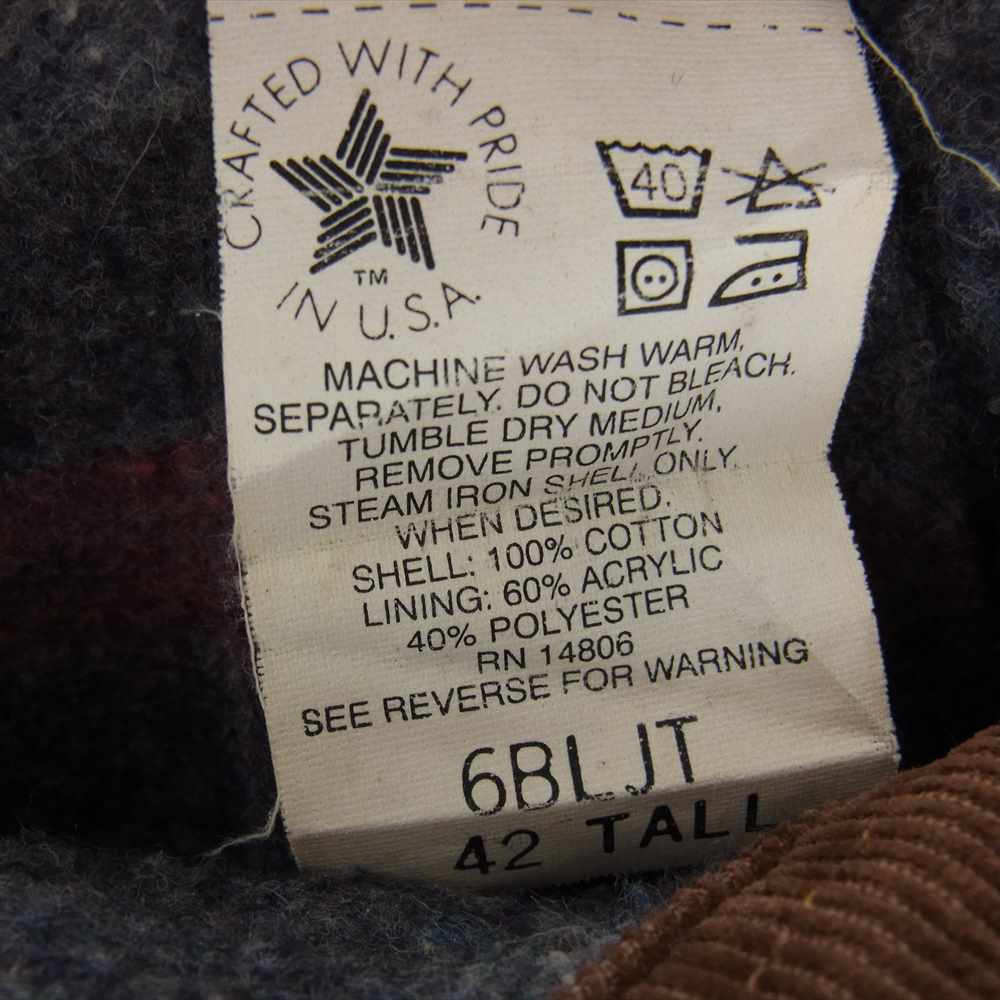 CRAFTED WITH PRIDE
TM
IN U.S.A.
40
MACHINE WASH WARM,
SEPARATELY. DO NOT BLEACH.
TUMBLE DRY MEDIUM,
REMOVE PROMPTLY.
STEAM IRON SHELL ONLY,
WHEN DESIRED.
SHELL: 100% COTTON
LINING: 60% ACRYLIC
40% POLYESTER
RN 14806
SEE REVERSE FOR WARNING
6BLJT
42 TALL